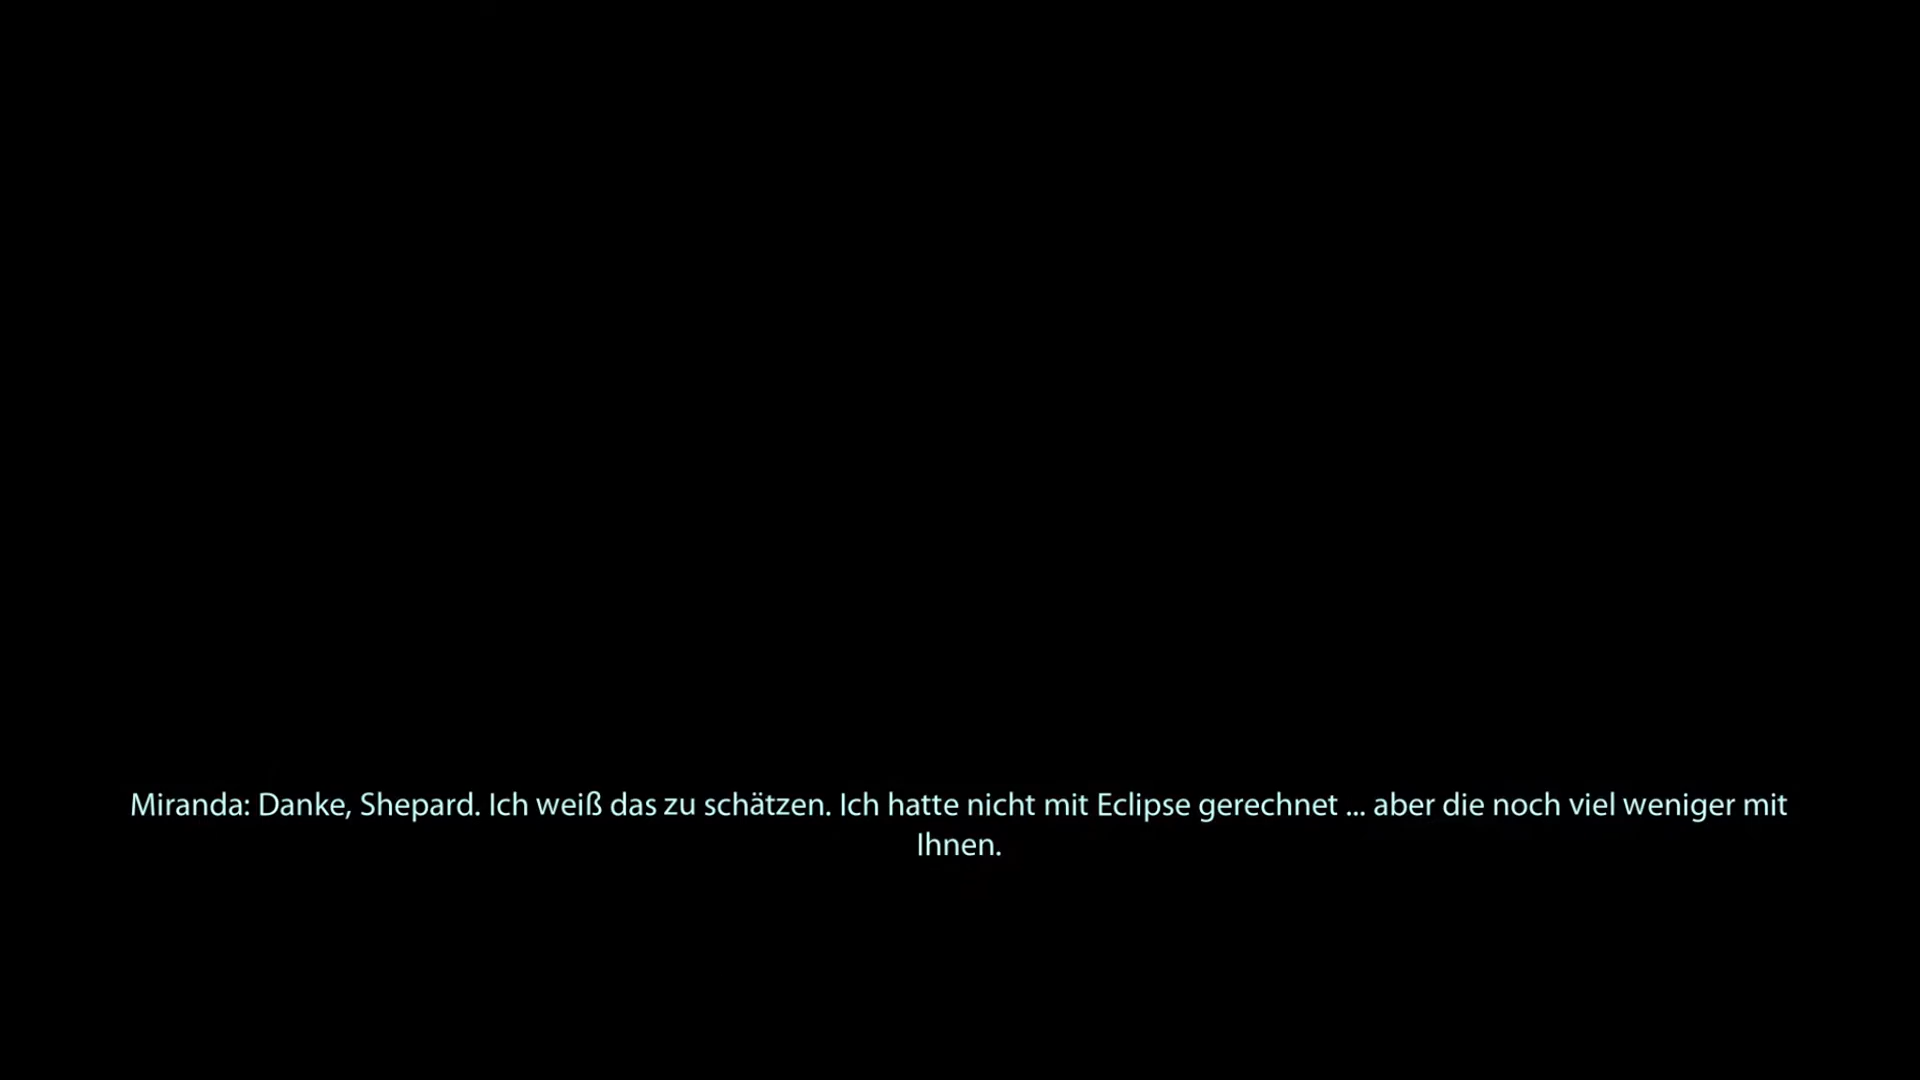 Miranda: Danke, Shepard. Ich weiß das zu schätzen. Ich hatte nicht mit Eclipse gerechnet ... aber die noch viel weniger mit
Ihnen.